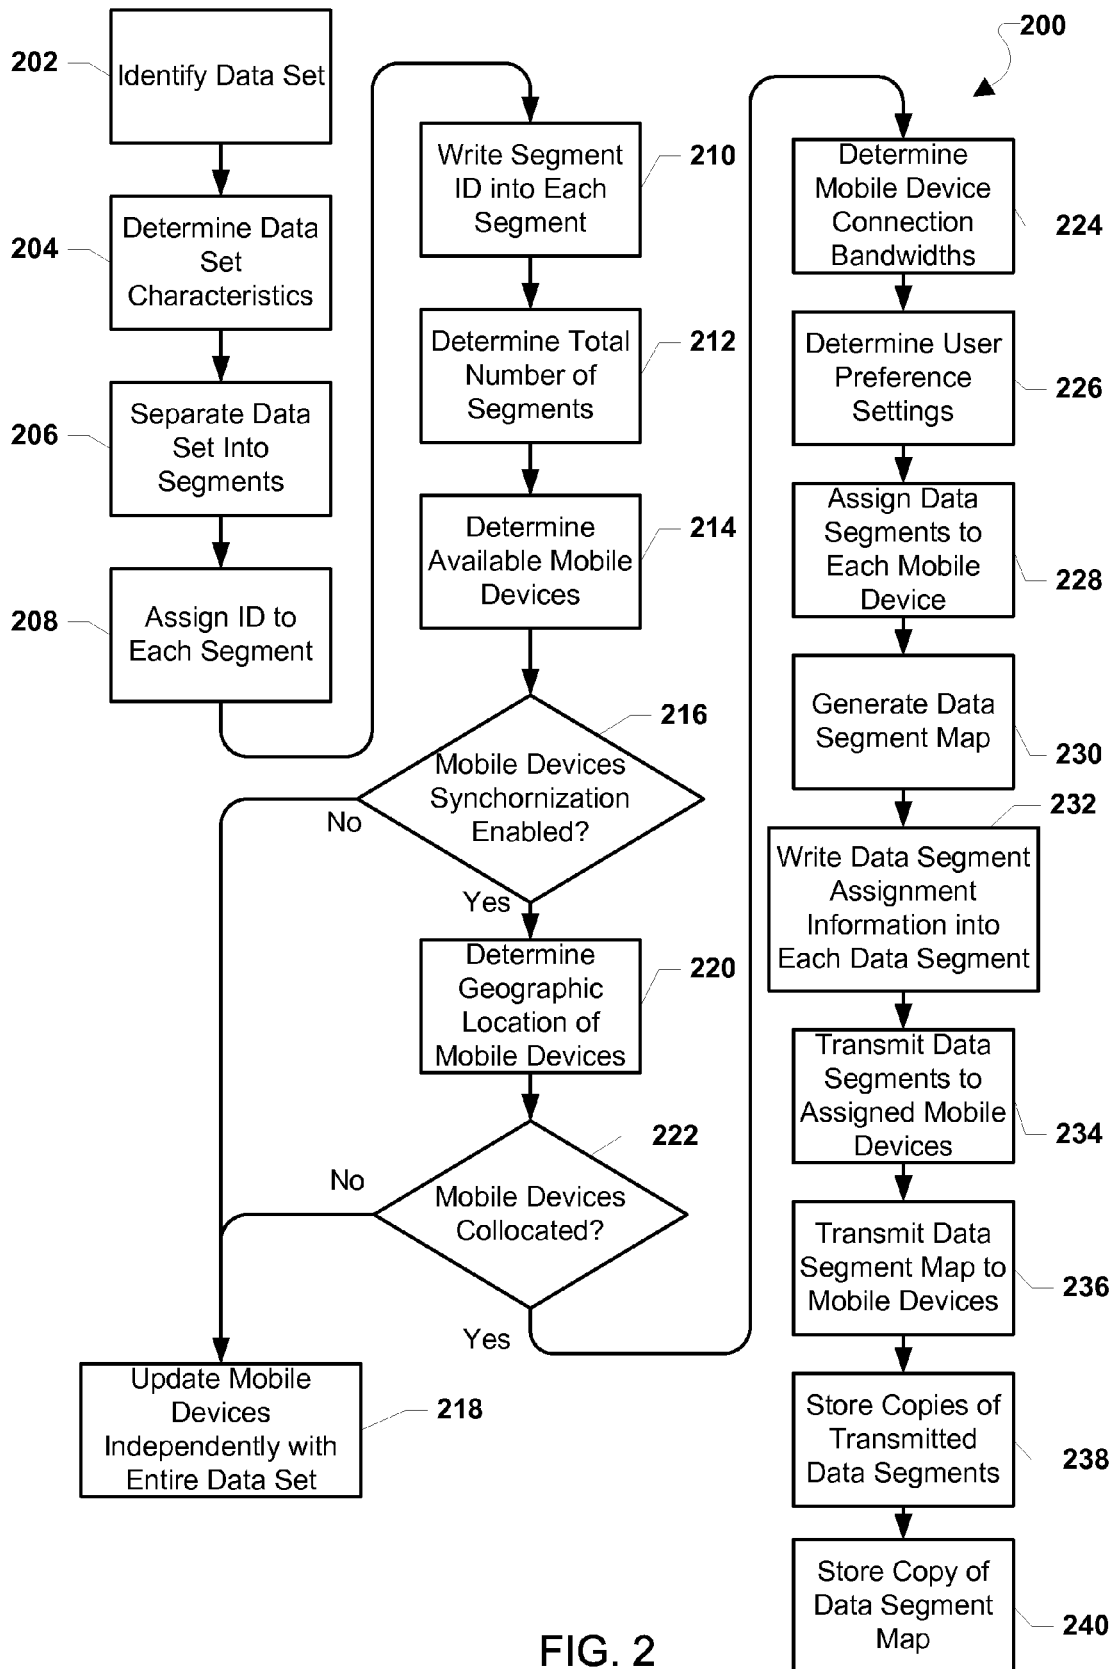 200
202
Identify Data Set
204
Determine Data
Set
Characteristics
206
Separate Data
Set Into
Segments
208
Assign ID to
Each Segment
Write Segment
ID into Each
Segment
210
Determine Total
Number of
Segments
212
Determine
Available Mobile
Devices
214
216
Mobile Devices
Synchornization
Enabled?
No
Yes
Determine
Geographic
Location of
Mobile Devices
220
222
Mobile Devices
Collocated?
No
Yes
Update Mobile
Devices
Independently with
Entire Data Set
218
Determine
Mobile Device
Connection
Bandwidths
224
Determine User
Preference
Settings
226
Assign Data
Segments to
Each Mobile
Device
228
Generate Data
Segment Map
230
232
Write Data Segment
Assignment
Information into
Each Data Segment
Transmit Data
Segments to
Assigned Mobile
Devices
234
Transmit Data
Segment Map to
Mobile Devices
236
Store Copies of
Transmitted
Data Segments
238
Store Copy of
Data Segment
Map
240
FIG. 2